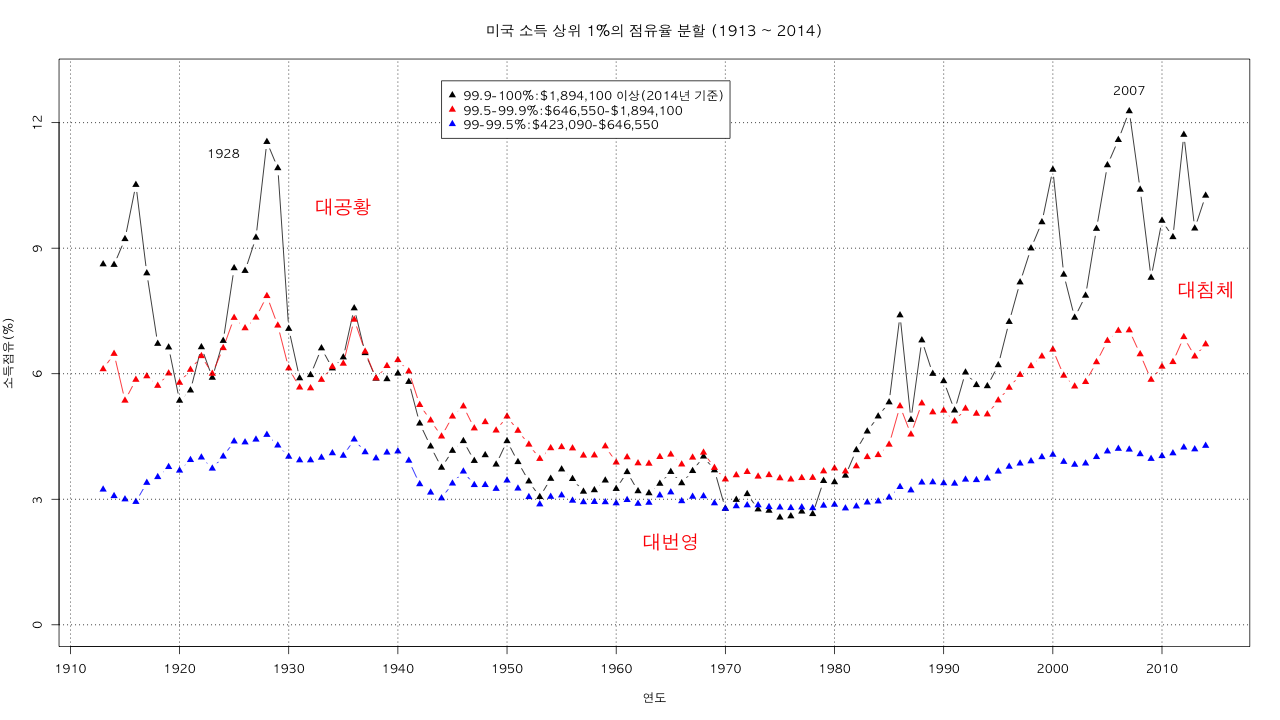 미국 소득 상위 1%의 점유율 분할 (1913 ~ 2014)
99.9-100%:$1,894,100 이상(2014년 기준)
99.5-99.9%:$646,550-$1,894,100
99-99.5%:$423,090-$646,550
2007
1928
대공황
대침체
대번영
소득점유(%)
12
9
6
3
0
1910 1920 1930 1940 1950 1960 1970 1980 1990 2000 2010
연도